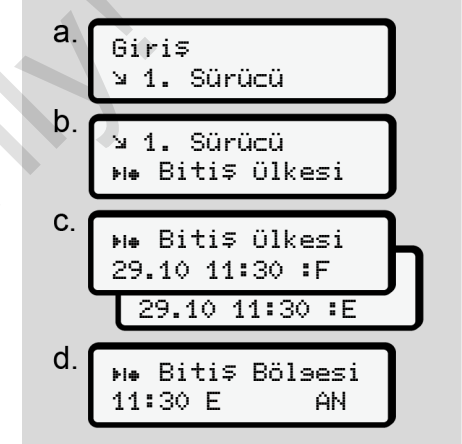 a.
Giriş
↘ 1. Sürücü
b.
↘ 1. Sürücü
Bitiş ülkesi
c.
Bitiş ülkesi
29.10 11:30 :F
29.10 11:30 :E
d.
Bitiş Bölgesi
11:30 E AN